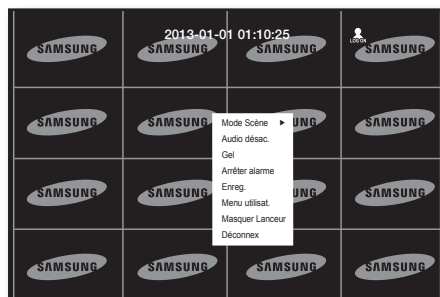 2013-01-01 01:10:25
LOG ON
SAMSUNG SAMSUNG SAMSUNG SAMSUNG
SAMSUNG SAMSUNG SAMSUNG
SAMSUNG SAMSUNG SAMSUNG
SAMSUNG SAMSUNG SAMSUNG SAMSUNG
Mode Scène ▶
Audio désac.
Gel
Arrêter alarme
Enreg.
Menu utilisat.
Masquer Lanceur
Déconnex